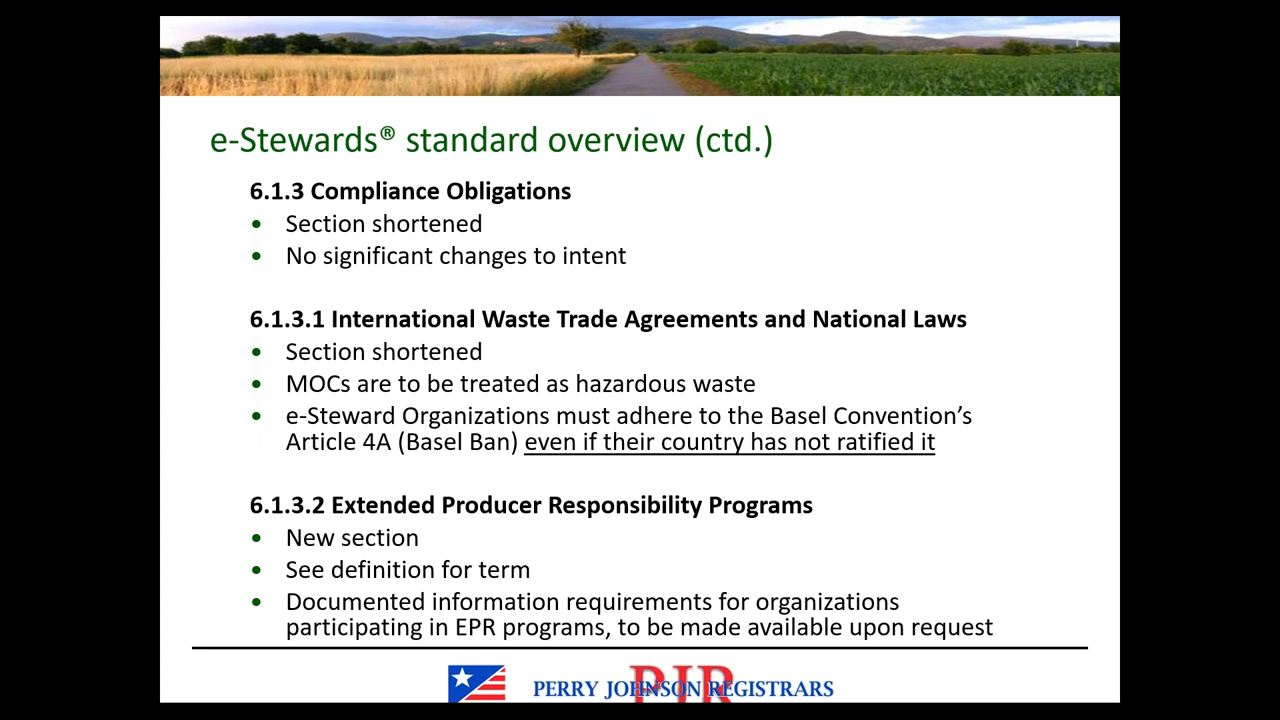 e-Stewards® standard overview (ctd.)
6.1.3 Compliance Obligations
• Section shortened
• No significant changes to intent
6.1.3.1 International Waste Trade Agreements and National Laws
• Section shortened
• MOCs are to be treated as hazardous waste
• e-Steward Organizations must adhere to the Basel Convention’s
Article 4A (Basel Ban) even if their country has not ratified it
6.1.3.2 Extended Producer Responsibility Programs
• New section
• See definition for term
• Documented information requirements for organizations
participating in EPR programs, to be made available upon request
PJR
PERRY JOHNSON REGISTRARS